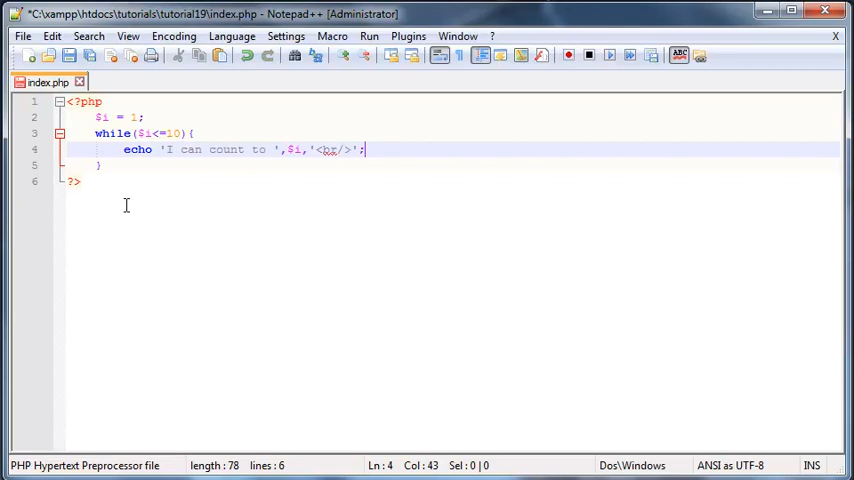 *C:\xampp\htdocs\tutorials\tutorial19\index.php - Notepad++ [Administrator]
File Edit Search View Encoding Language Settings Macro Run Plugins Window ? X
index.php
1 <?php
2 $i = 1;
3 while($i<=10){
4 echo 'I can count to ',$i,'<br/>';
5 }
6 ?>
PHP Hypertext Preprocessor file length : 78 lines : 6 Ln : 4 Col : 43 Sel : 0 | 0 Dos\Windows ANSI as UTF-8 INS